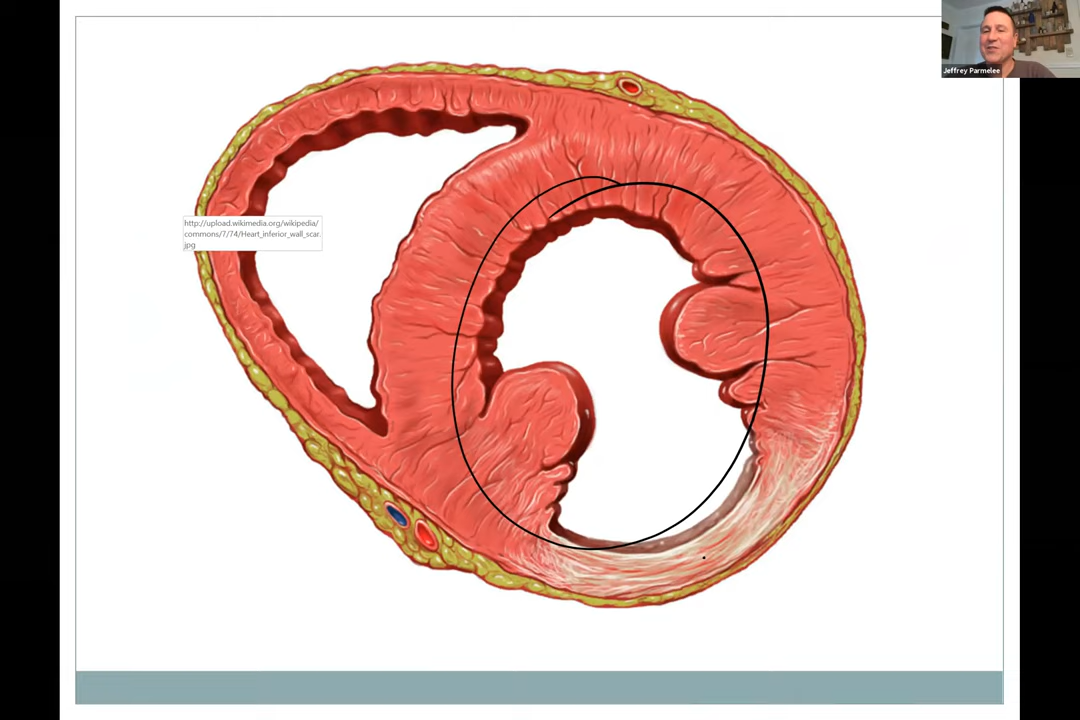 Jeffrey Parmelee
http://upload.wikimedia.org/wikipedia/
commons/7/74/Heart_inferior_wall_scar.
jpg